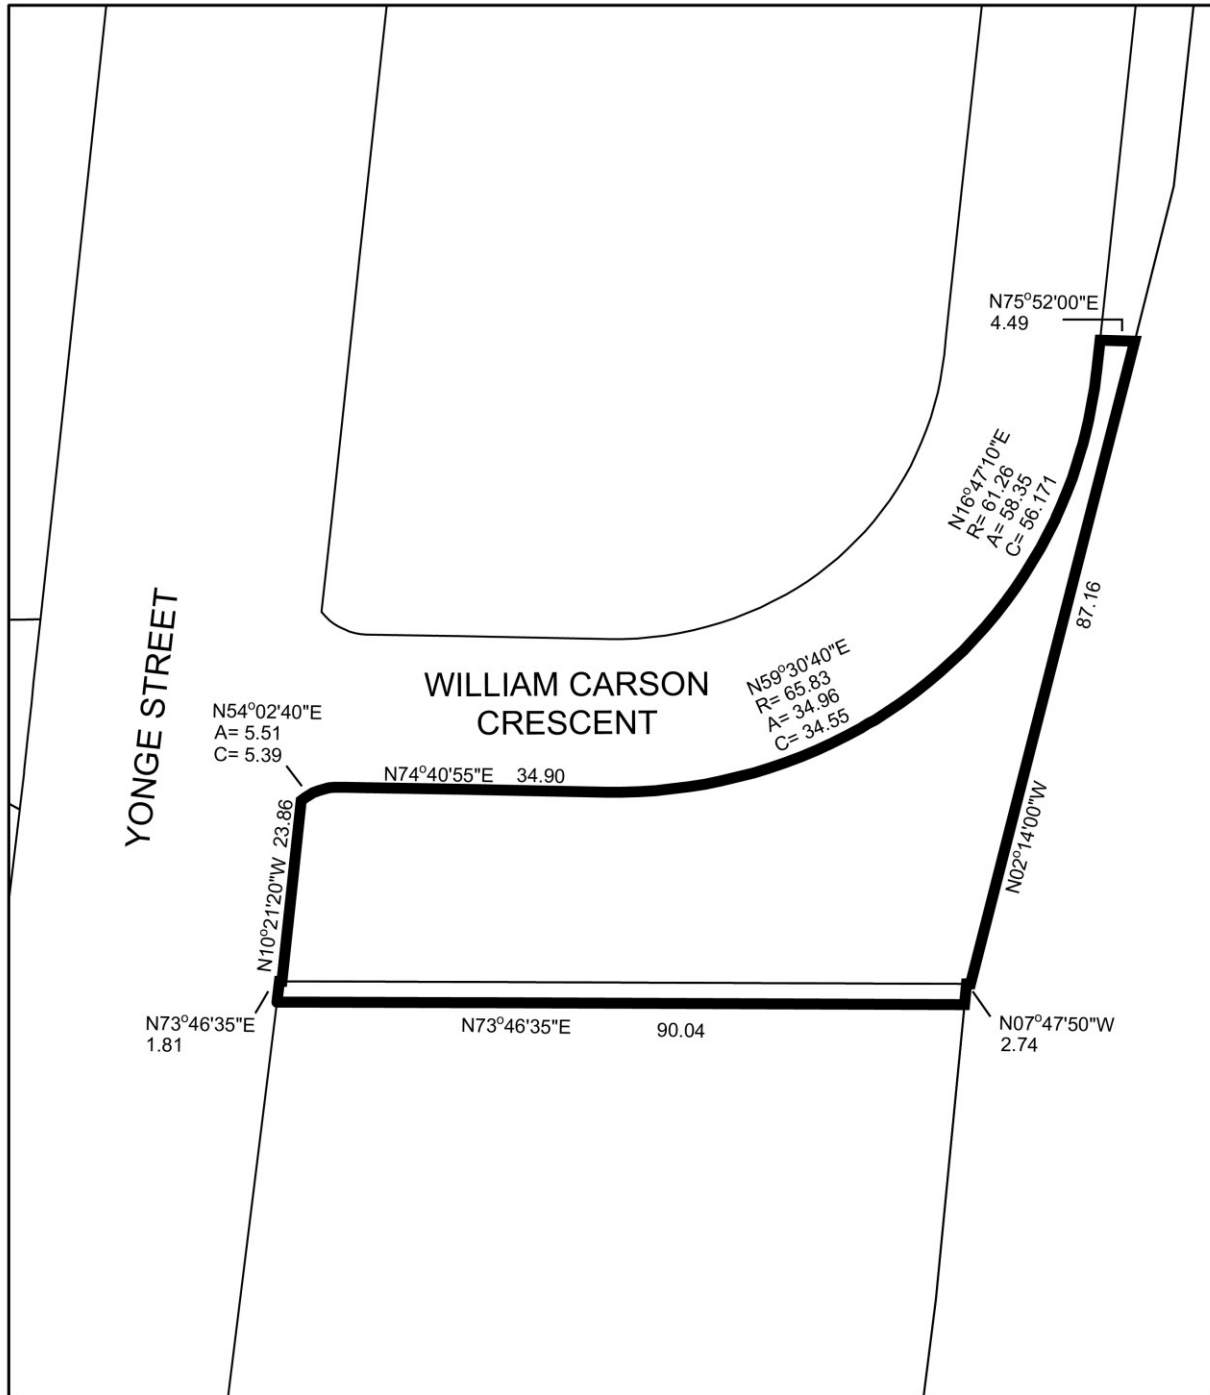 N75°52'00"E
4.49
N16°47'10"E
R= 61.26
A= 58.35
C= 56.171
87.16
YONGE STREET
WILLIAM CARSON
CRESCENT
N59°30'40"E
R= 65.83
A= 34.96
C= 34.55
N54°02'40"E
A= 5.51
C= 5.39
N74°40'55"E 34.90
N10°21'20"W 23.86
N02°14'00"W
N73°46'35"E
1.81
N73°46'35"E 90.04
N07°47'50"W
2.74